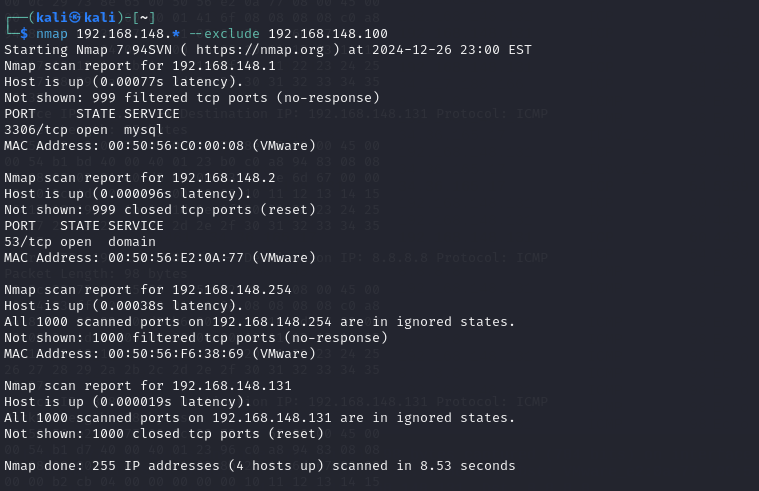 ┌──(kali㉿kali)-[~]
└─$ nmap 192.168.148.* --exclude 192.168.148.100
Starting Nmap 7.94SVN ( https://nmap.org ) at 2024-12-26 23:00 EST
Nmap scan report for 192.168.148.1
Host is up (0.00077s latency).
Not shown: 999 filtered tcp ports (no-response)
PORT     STATE SERVICE
3306/tcp open  mysql
MAC Address: 00:50:56:C0:00:08 (VMware)

Nmap scan report for 192.168.148.2
Host is up (0.000096s latency).
Not shown: 999 closed tcp ports (reset)
PORT   STATE SERVICE
53/tcp open  domain
MAC Address: 00:50:56:E2:0A:77 (VMware)

Nmap scan report for 192.168.148.254
Host is up (0.00038s latency).
All 1000 scanned ports on 192.168.148.254 are in ignored states.
Not shown: 1000 filtered tcp ports (no-response)
MAC Address: 00:50:56:F6:38:69 (VMware)

Nmap scan report for 192.168.148.131
Host is up (0.000019s latency).
All 1000 scanned ports on 192.168.148.131 are in ignored states.
Not shown: 1000 closed tcp ports (reset)

Nmap done: 255 IP addresses (4 hosts up) scanned in 8.53 seconds